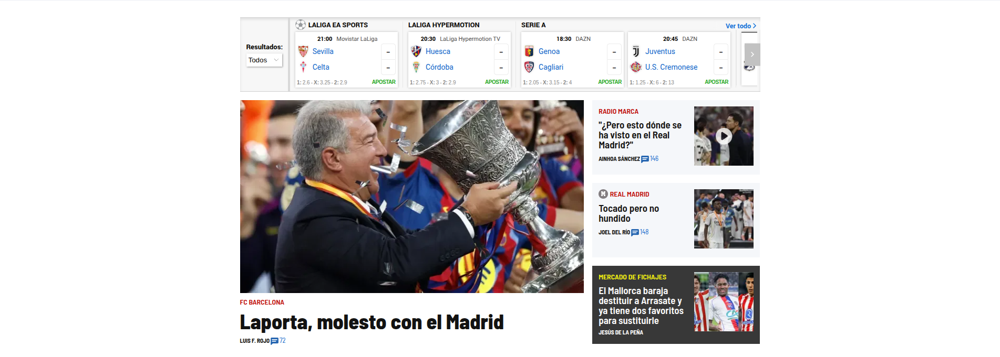 Resultados:
Todos
LALIGA EA SPORTS
21:00 Movistar LaLiga
Sevilla -
Celta -
1: 2.6 - X: 3.25 - 2: 2.9 APOSTAR
LALIGA HYPERMOTION
20:30 LaLiga Hypermotion TV
Huesca -
Córdoba -
1: 2.75 - X: 3 - 2: 2.9 APOSTAR
SERIE A
Ver todo
18:30 DAZN
Genoa -
Cagliari -
1: 2.05 - X: 3.15 - 2: 4 APOSTAR
20:45 DAZN
Juventus -
U.S. Cremonese -
1: 1.25 - X: 6 - 2: 13 APOSTAR
FC BARCELONA
Laporta, molesto con el Madrid
LUIS F. ROJO 72
RADIO MARCA
"¿Pero esto dónde se
ha visto en el Real
Madrid?"
AINHOA SÁNCHEZ 146
M REAL MADRID
Tocado pero no
hundido
JOEL DEL RÍO 148
MERCADO DE FICHAJES
El Mallorca baraja
destituir a Arrasate y
ya tiene dos favoritos
para sustituirle
JESÚS DE LA PEÑA